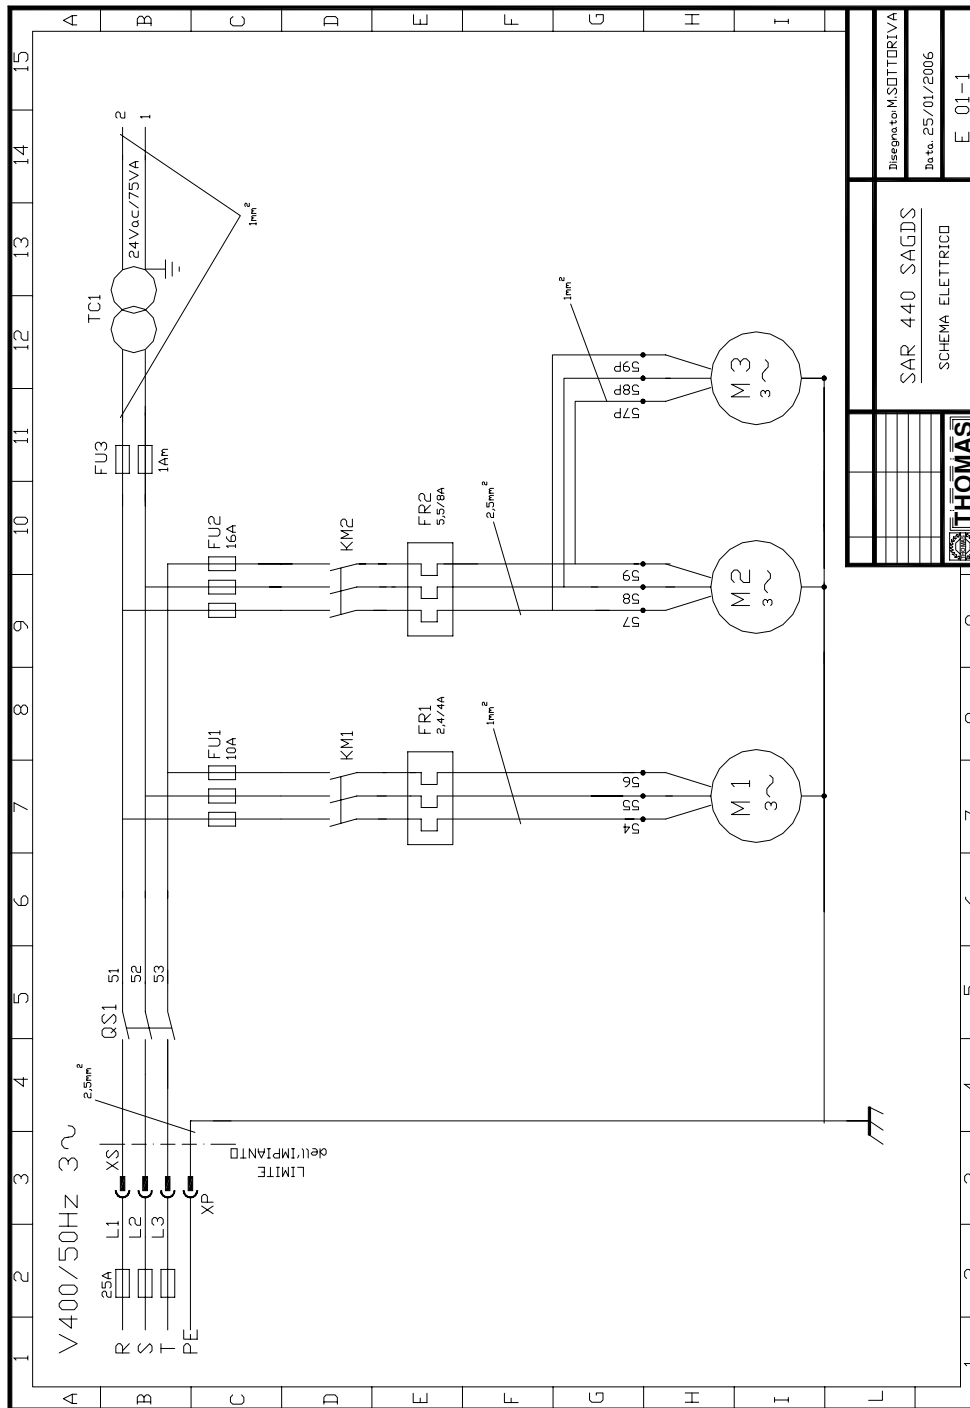 1 2 3 4 5 6 7 8 9 10 11 12 13 14 15
A
B
C
D
E
F
G
H
I
L
V400/50Hz 3~
R
S
T
PE
25A
L1
L2
L3
XS
XP
LIMITE
dell'IMPIANTO
2,5mm²
QS1
51
52
53
FU1
10A
KM1
FR1
2,4/4A
1mm²
54
55
56
M 1
3~
FU2
16A
KM2
FR2
5,5/8A
2,5mm²
57
58
59
M 2
3~
FU3
1Am
TC1
24Vac/75VA
2
1
1mm²
1mm²
57P
58P
59P
M 3
3~
A
B
C
D
E
F
G
H
I
THOMAS
SAR 440 SAGDS
SCHEMA ELETTRICO
Disegnato:M.SOTTORIVA
Data. 25/01/2006
E 01-1